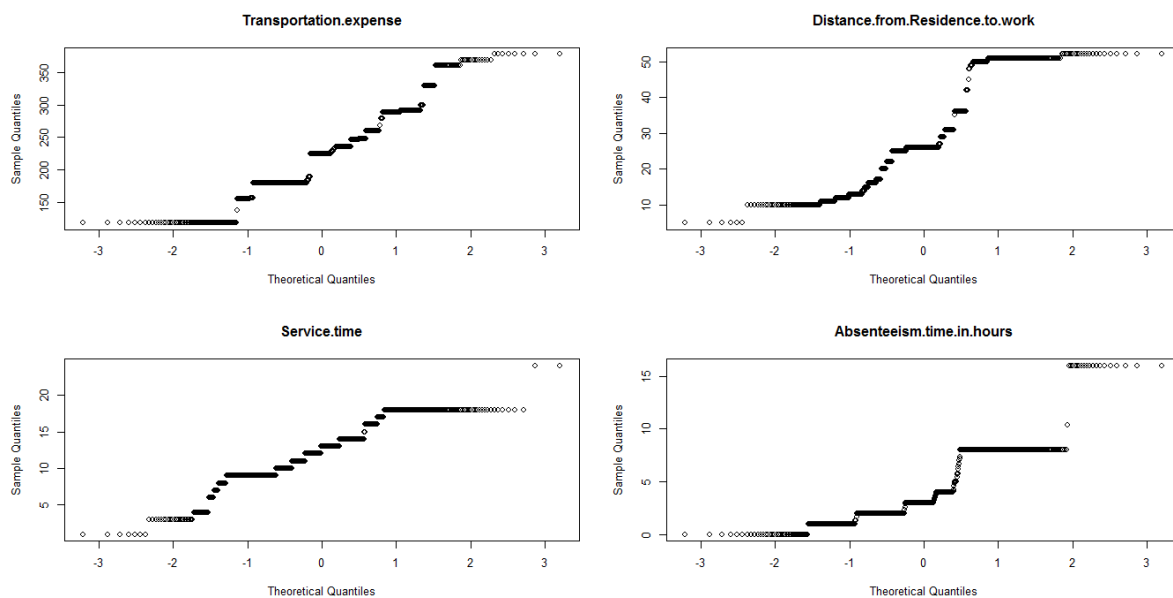 Transportation.expense
Sample Quantiles
150 200 250 300 350
-3 -2 -1 0 1 2 3
Theoretical Quantiles
Distance.from.Residence.to.work
Sample Quantiles
10 20 30 40 50
-3 -2 -1 0 1 2 3
Theoretical Quantiles
Service.time
Sample Quantiles
5 10 15 20
-3 -2 -1 0 1 2 3
Theoretical Quantiles
Absenteeism.time.in.hours
Sample Quantiles
0 5 10 15
-3 -2 -1 0 1 2 3
Theoretical Quantiles